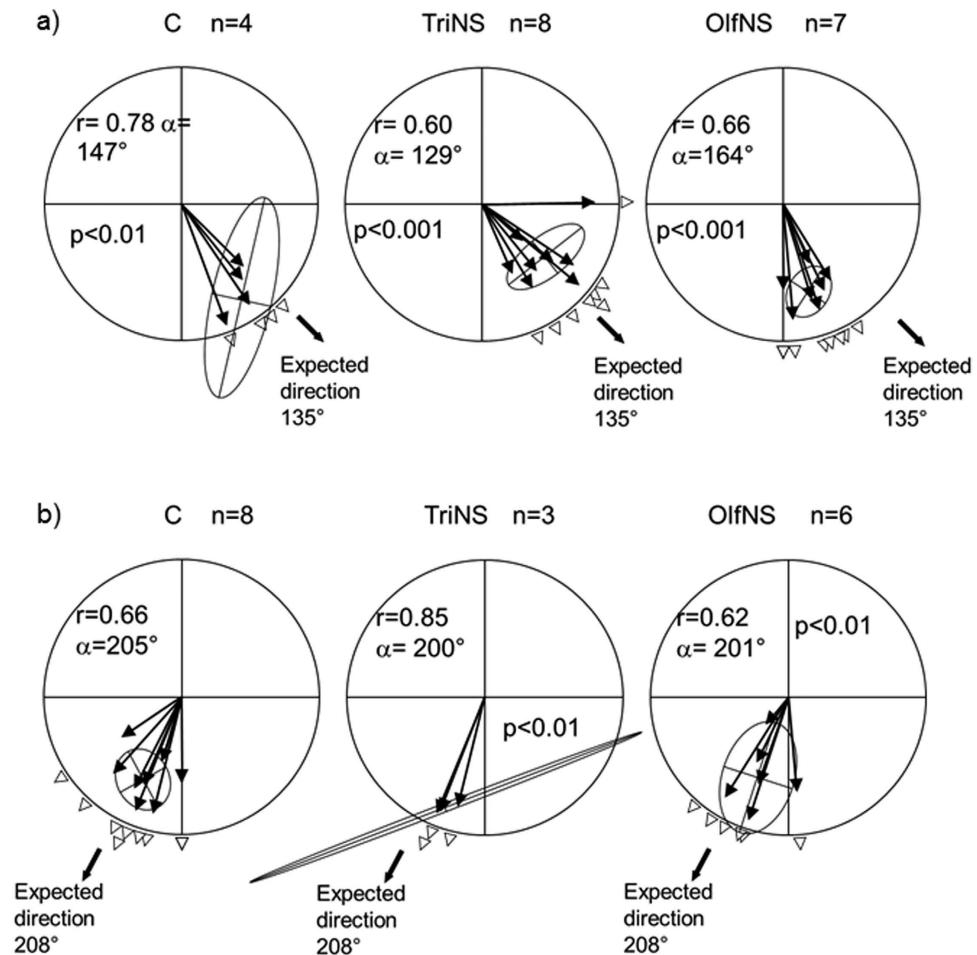 a)
C n=4
TriNS n=8
OlfNS n=7
r= 0.78 α=
147°
p<0.01
Expected
direction
135°
r= 0.60
α= 129°
p<0.001
Expected
direction
135°
r= 0.66
α=164°
p<0.001
Expected
direction
135°
b)
C n=8
TriNS n=3
OlfNS n=6
r=0.66
α=205°
Expected
direction
208°
r=0.85
α= 200°
p<0.01
Expected
direction
208°
r=0.62
α= 201°
p<0.01
Expected
direction
208°